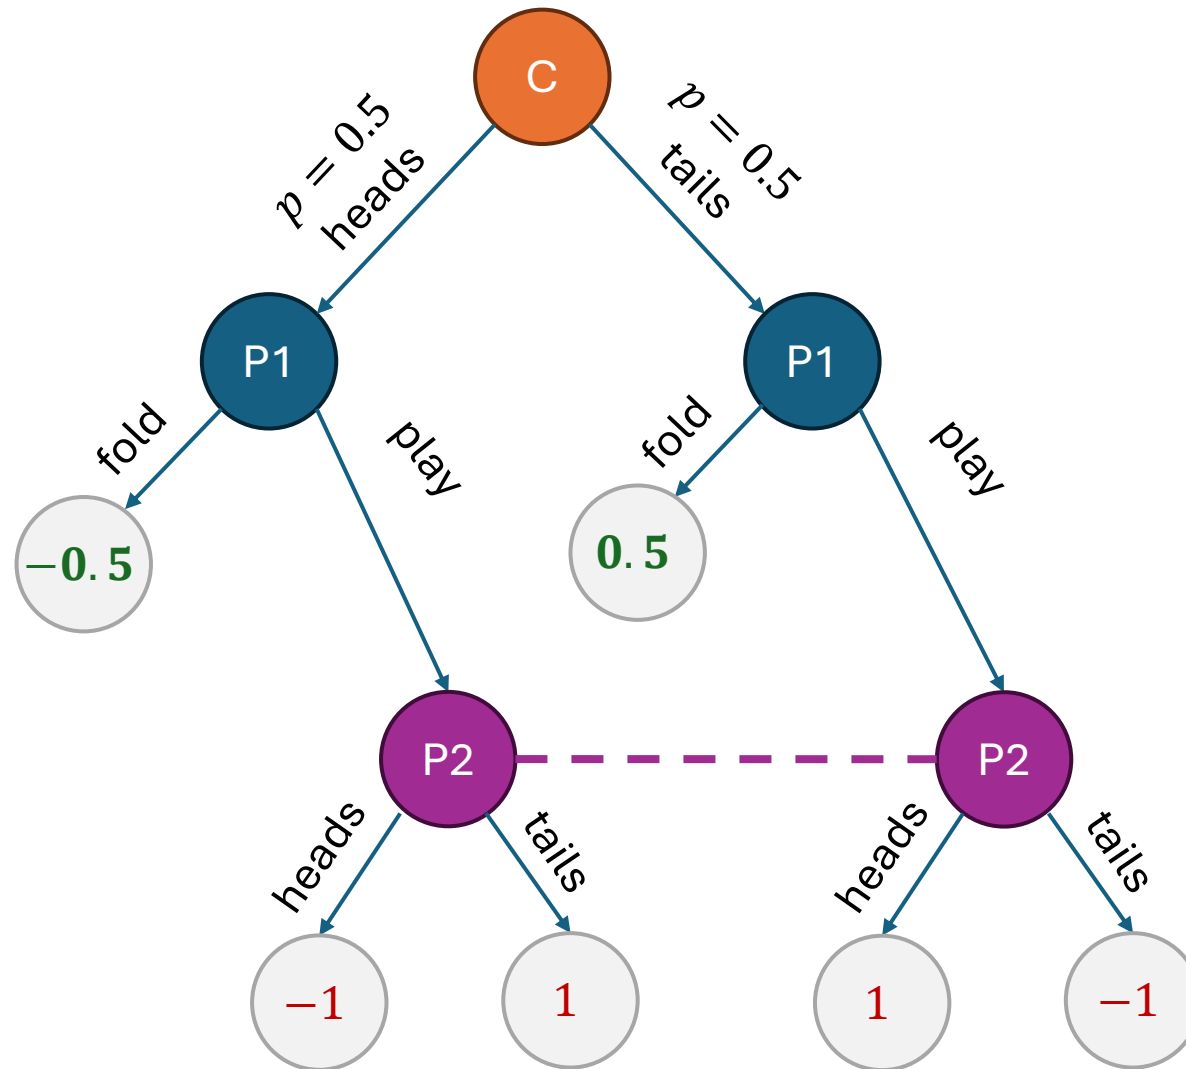 C
p = 0.5
heads
p = 0.5
tails
P1
P1
fold
play
fold
play
−0.5
0.5
P2
P2
heads
tails
heads
tails
−1
1
1
−1